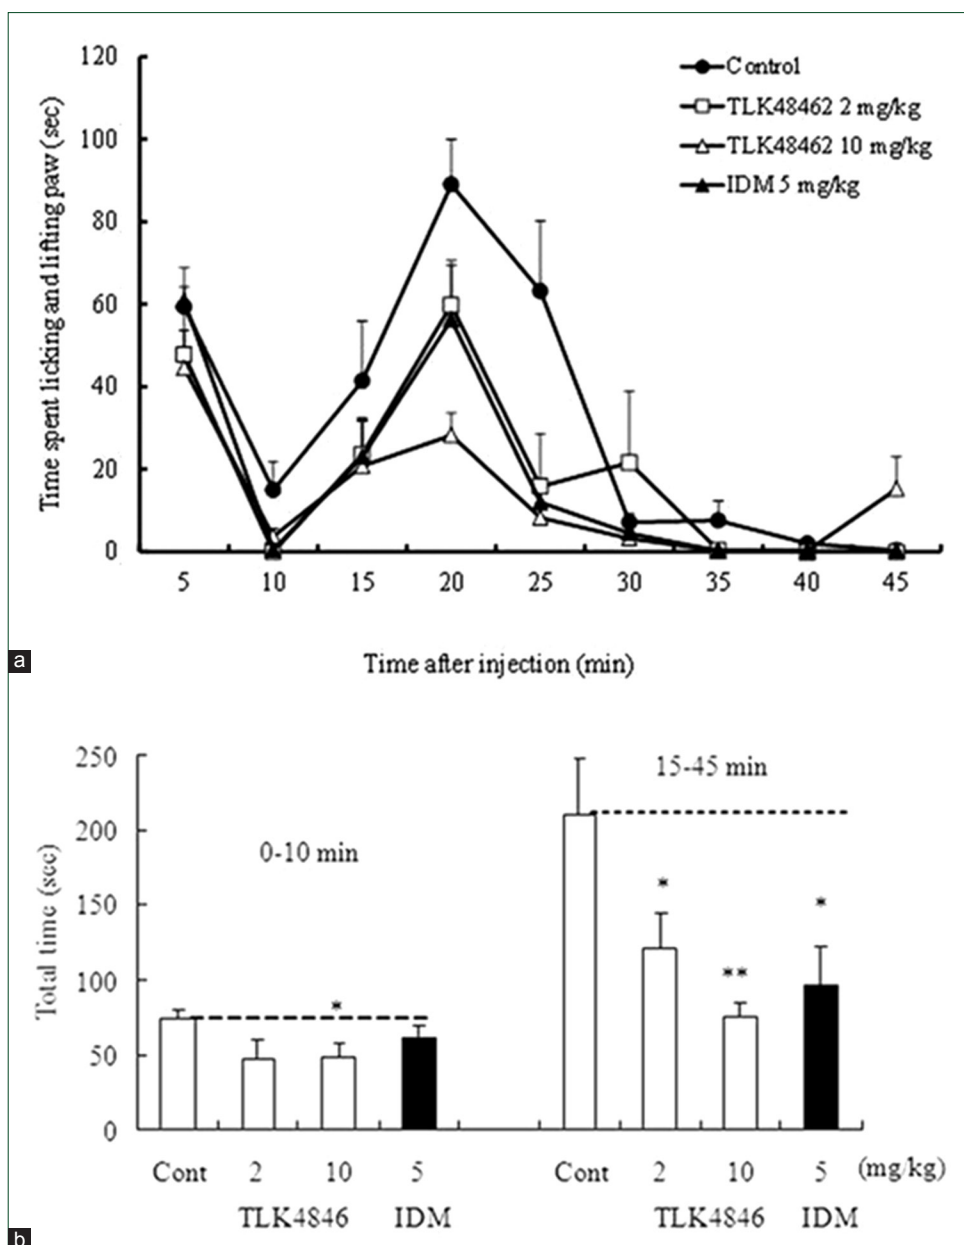 120
100
80
60
40
20
0
Time spent licking and lifting paw (sec)
Control
TLK48462 2 mg/kg
TLK48462 10 mg/kg
IDM 5 mg/kg
5 10 15 20 25 30 35 40 45
a
Time after injection (min)
250
200
150
100
50
0
Total time (sec)
0-10 min
15-45 min
*
*
**
*
Cont 2 10 5 Cont 2 10 5 (mg/kg)
TLK4846 IDM TLK4846 IDM
b